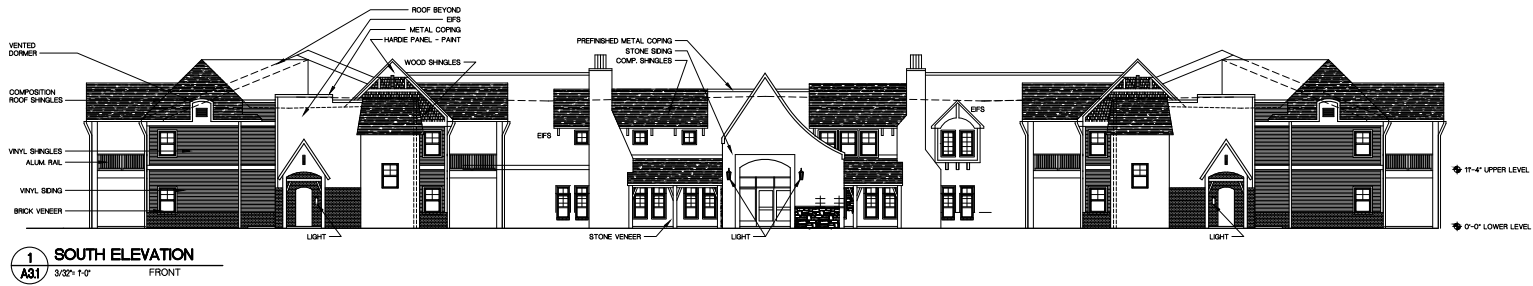 ROOF BEYOND
EIFS
METAL COPING
HARDIE PANEL - PAINT
VENTED
DORMER
WOOD SHINGLES
PREFINISHED METAL COPING
STONE SIDING
COMP. SHINGLES
COMPOSITION
ROOF SHINGLES
EIFS
EIFS
VINYL SHINGLES
ALUM. RAIL
11'-4" UPPER LEVEL
VINYL SIDING
BRICK VENEER
0'-0" LOWER LEVEL
LIGHT
STONE VENEER
LIGHT
LIGHT
1
A3.1
SOUTH ELEVATION
3/32"= 1'-0"
FRONT